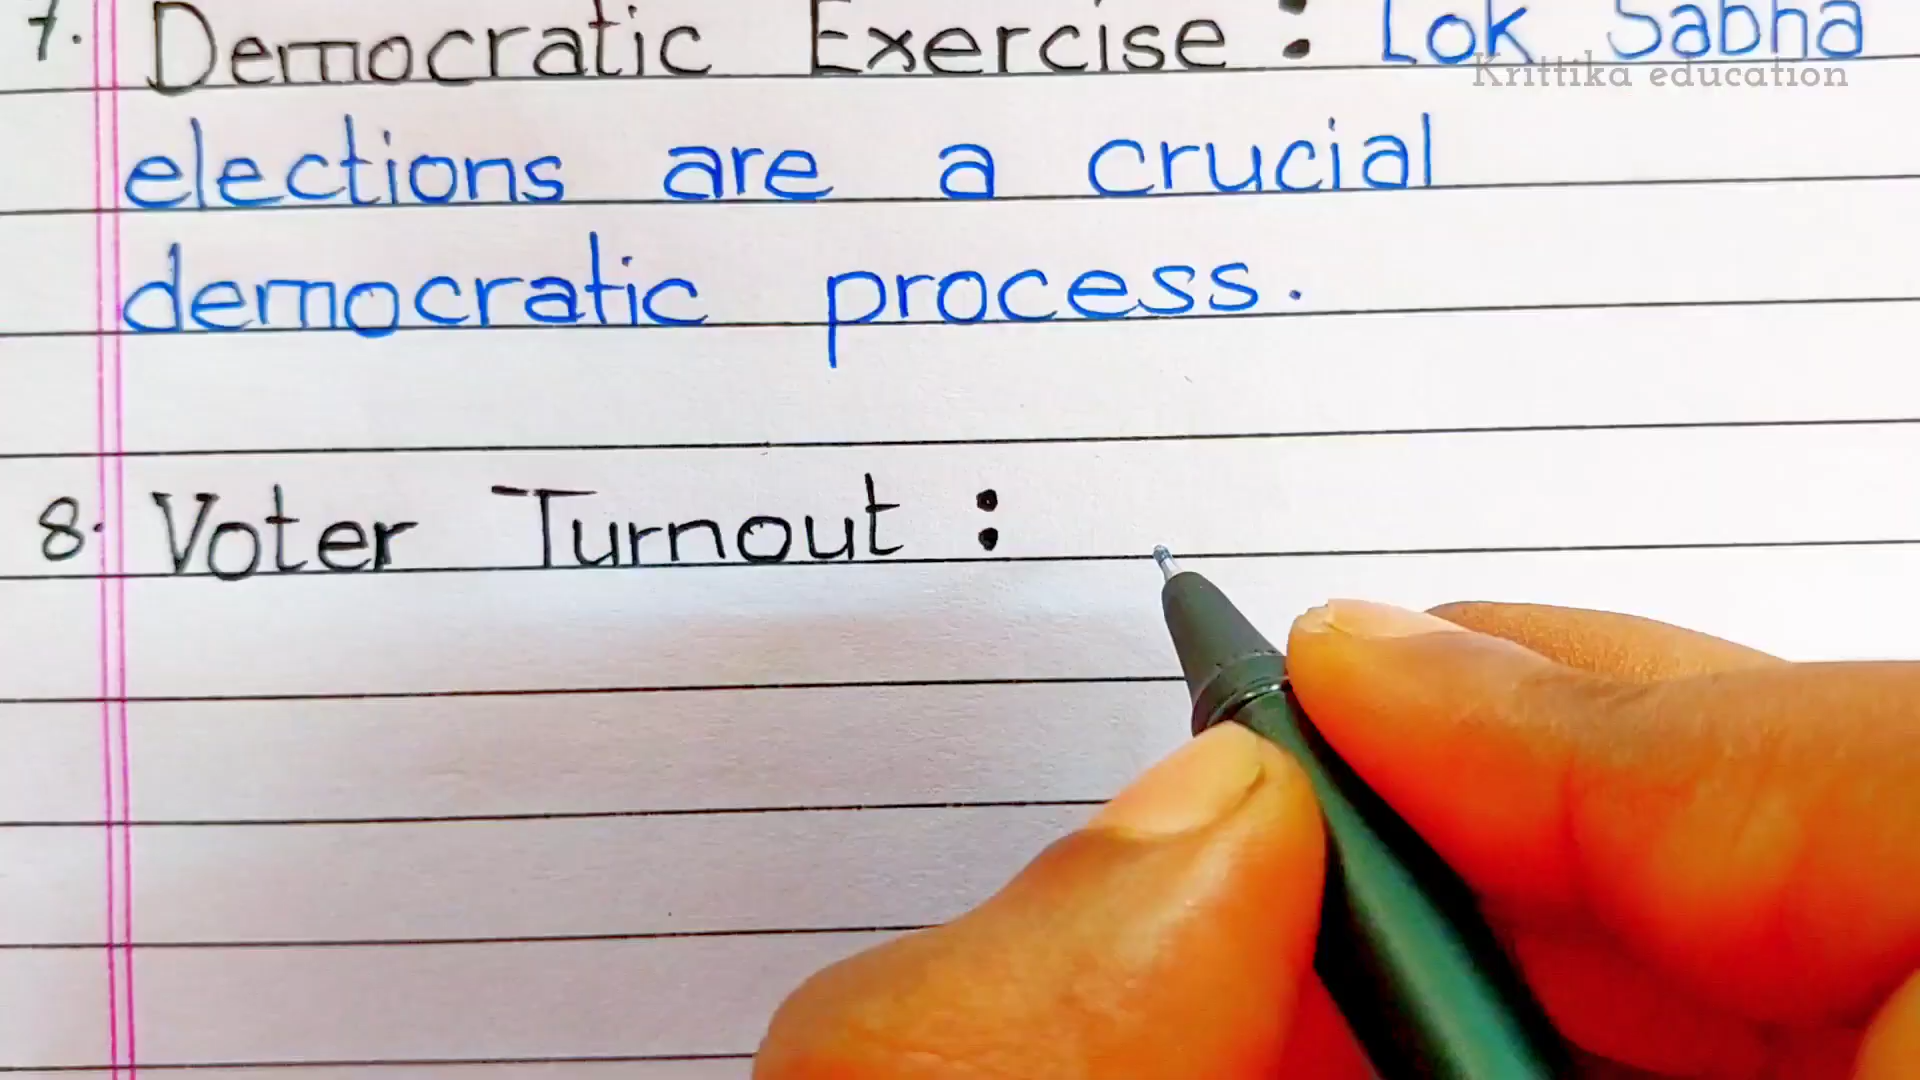 7. Democratic Exercise : Lok Sabha
Krittika education
elections are a crucial
democratic process.
8. Voter Turnout :